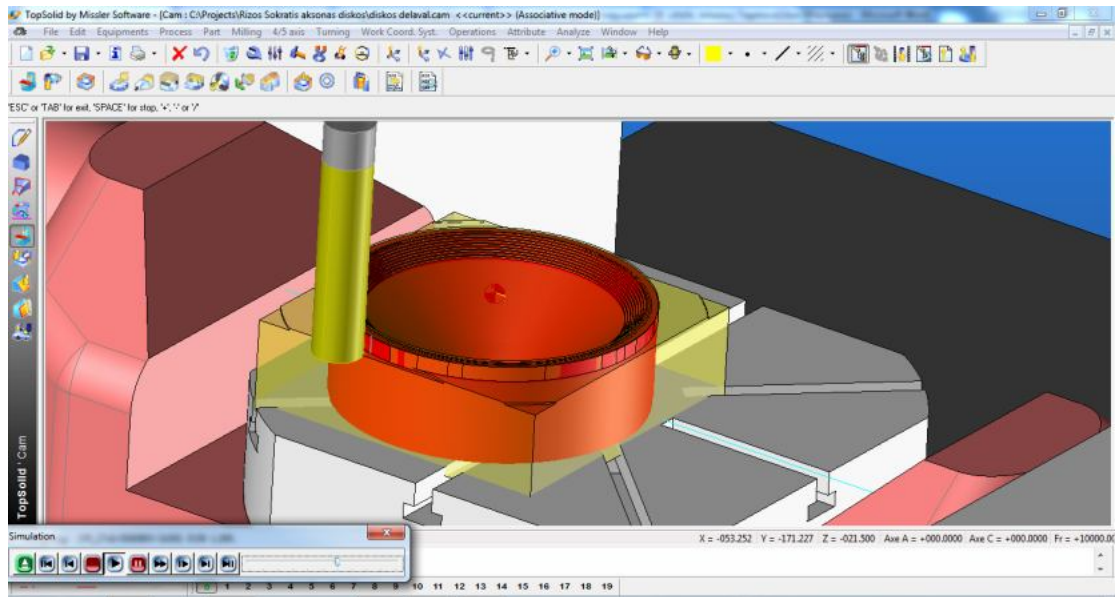 TopSolid by Missler Software - [Cam : C:\Projects\Rizos Sokratis aksonas diskos\diskos delaval.cam <<current>> (Associative mode)]
File Edit Equipments Process Part Milling 4/5 axis Turning Work Coord. Syst. Operations Attribute Analyze Window Help
'ESC' or 'TAB' for exit, 'SPACE' for stop, '+', '-' or '/'
TopSolid'Cam
Simulation
X = -053.252 Y = -171.227 Z = -021.500 Axe A = +000.0000 Axe C = +000.0000 Fr = +10000.00
0 1 2 3 4 5 6 7 8 9 10 11 12 13 14 15 16 17 18 19